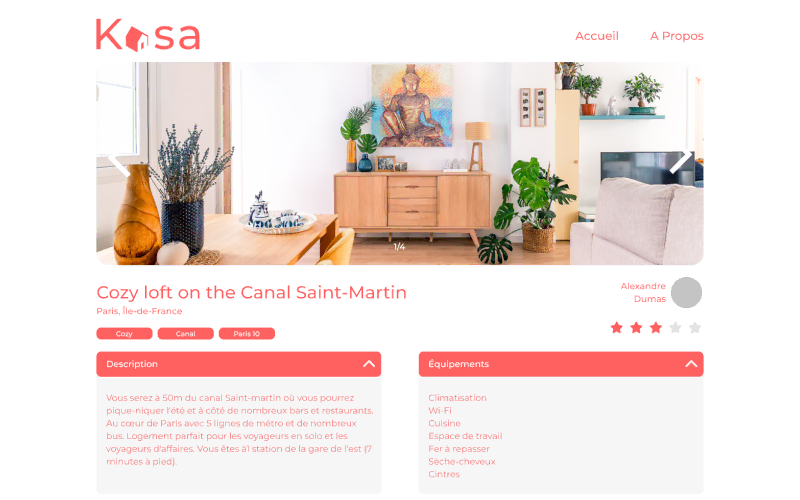 Kasa
Accueil
A Propos
1/4
Cozy loft on the Canal Saint-Martin
Paris, Île-de-France
Alexandre
Dumas
Cozy
Canal
Paris 10
Description
Vous serez à 50m du canal Saint-martin où vous pourrez
pique-niquer l'été et à côté de nombreux bars et restaurants.
Au cœur de Paris avec 5 lignes de métro et de nombreux
bus. Logement parfait pour les voyageurs en solo et les
voyageurs d'affaires. Vous êtes à1 station de la gare de l'est (7
minutes à pied).
Équipements
Climatisation
Wi-Fi
Cuisine
Espace de travail
Fer à repasser
Sèche-cheveux
Cintres